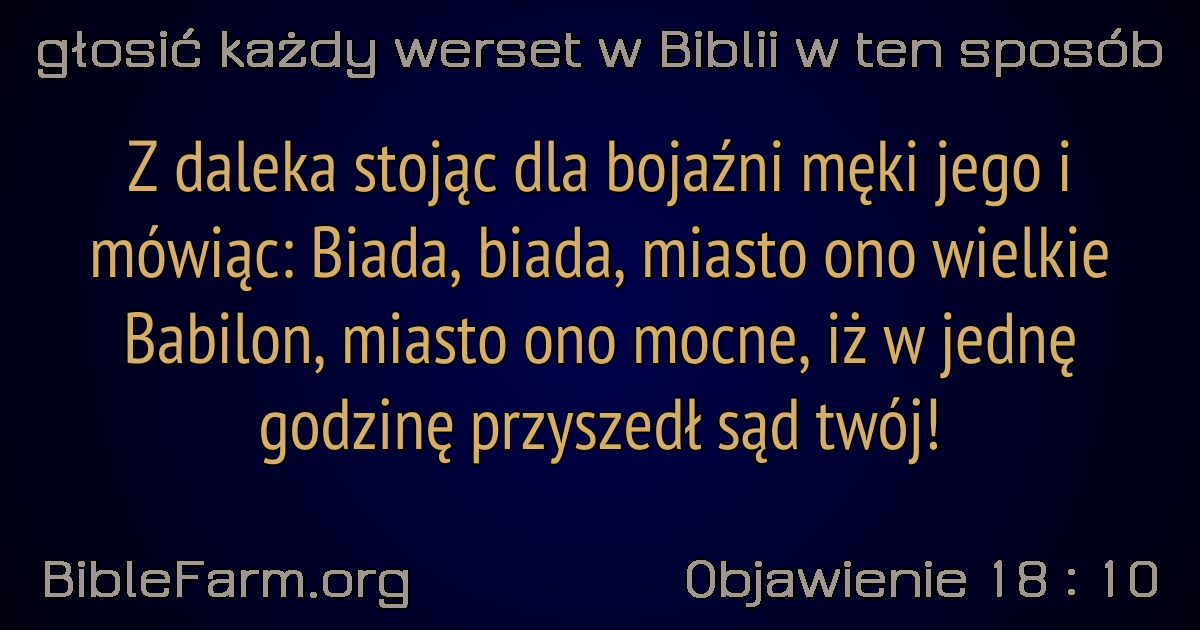 głosić każdy werset w Biblii w ten sposób
Z daleka stojąc dla bojaźni męki jego i
mówiąc: Biada, biada, miasto ono wielkie
Babilon, miasto ono mocne, iż w jednę
godzinę przyszedł sąd twój!
BibleFarm.org
Objawienie 18 : 10